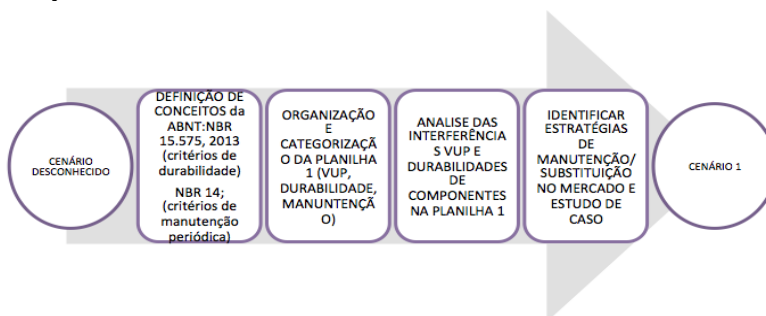 CENÁRIO
DESCONHECIDO
DEFINIÇÃO DE
CONCEITOS da
ABNT:NBR
15.575, 2013
(critérios de
durabilidade)
NBR 14;
(critérios de
manutenção
periódica)
ORGANIZAÇÃO
E
CATEGORIZAÇÃ
O DA PLANILHA
1 (VUP,
DURABILIDADE,
MANUNTENÇÃ
O)
ANALISE DAS
INTERFERÊNCIA
S VUP E
DURABILIDADES
DE
COMPONENTES
NA PLANILHA 1
IDENTIFICAR
ESTRATÉGIAS
DE
MANUTENÇÃO/
SUBSTITUIÇÃO
NO MERCADO E
ESTUDO DE
CASO
CENÁRIO 1